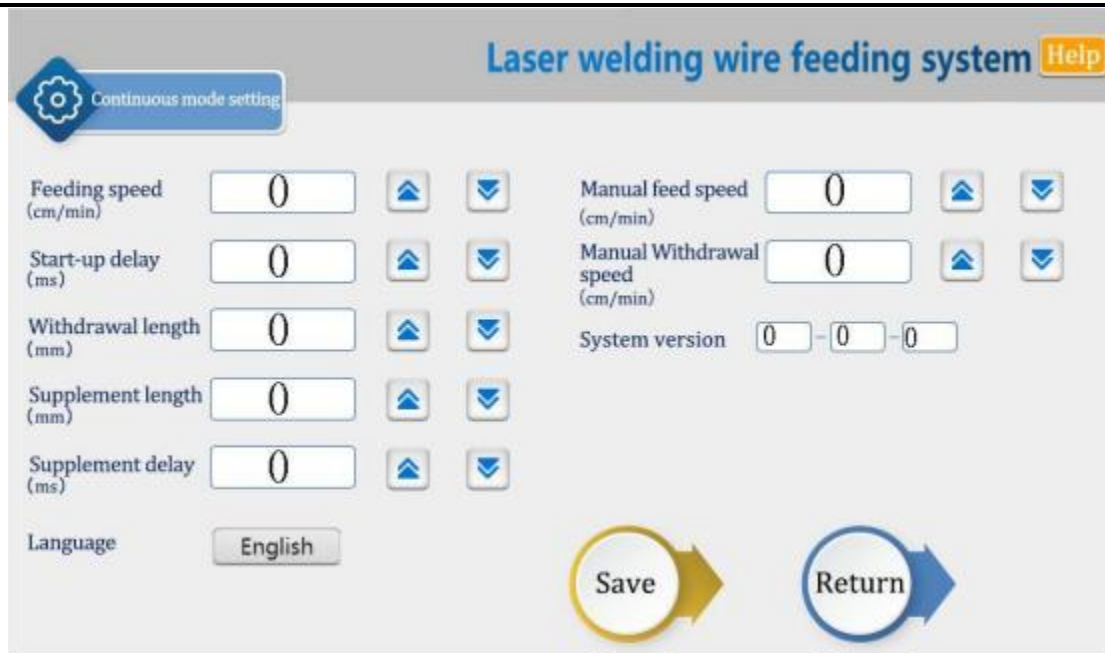 Laser welding wire feeding system Help
Continuous mode setting
Feeding speed 0
(cm/min)
Start-up delay 0
(ms)
Withdrawal length 0
(mm)
Supplement length 0
(mm)
Supplement delay 0
(ms)
Language English
Manual feed speed 0
(cm/min)
Manual Withdrawal 0
speed
(cm/min)
System version 0 - 0 - 0
Save
Return